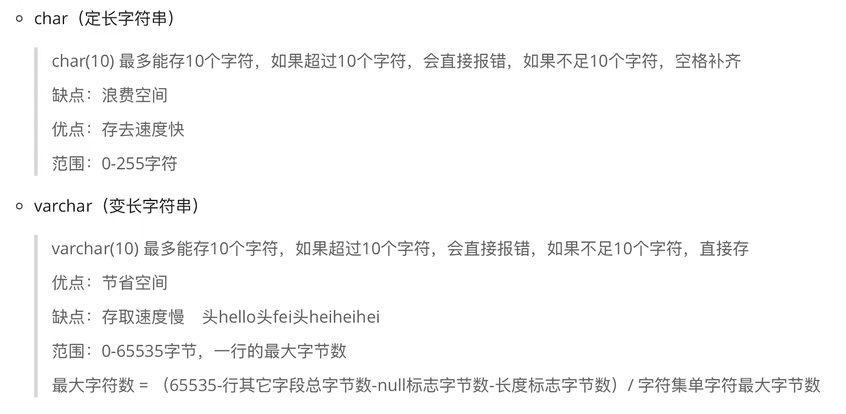 char（定长字符串）
char(10) 最多能存10个字符，如果超过10个字符，会直接报错，如果不足10个字符，空格补齐
缺点：浪费空间
优点：存去速度快
范围：0-255字符
varchar（变长字符串）
varchar(10) 最多能存10个字符，如果超过10个字符，会直接报错，如果不足10个字符，直接存
优点：节省空间
缺点：存取速度慢 头hello头fei头heiheihei
范围：0-65535字节，一行的最大字节数
最大字符数 = （65535-行其它字段总字节数-null标志字节数-长度标志字节数）/ 字符集单字符最大字节数